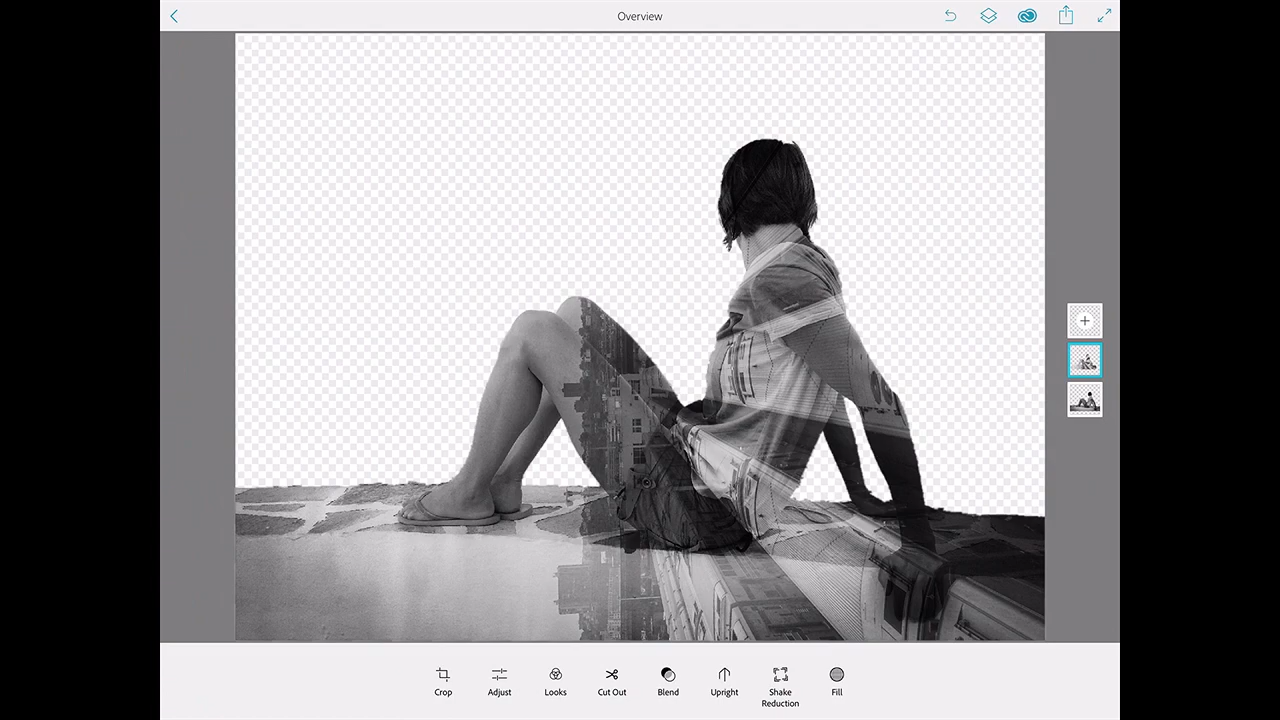 Overview
Crop
Adjust
Looks
Cut Out
Blend
Upright
Shake
Reduction
Fill